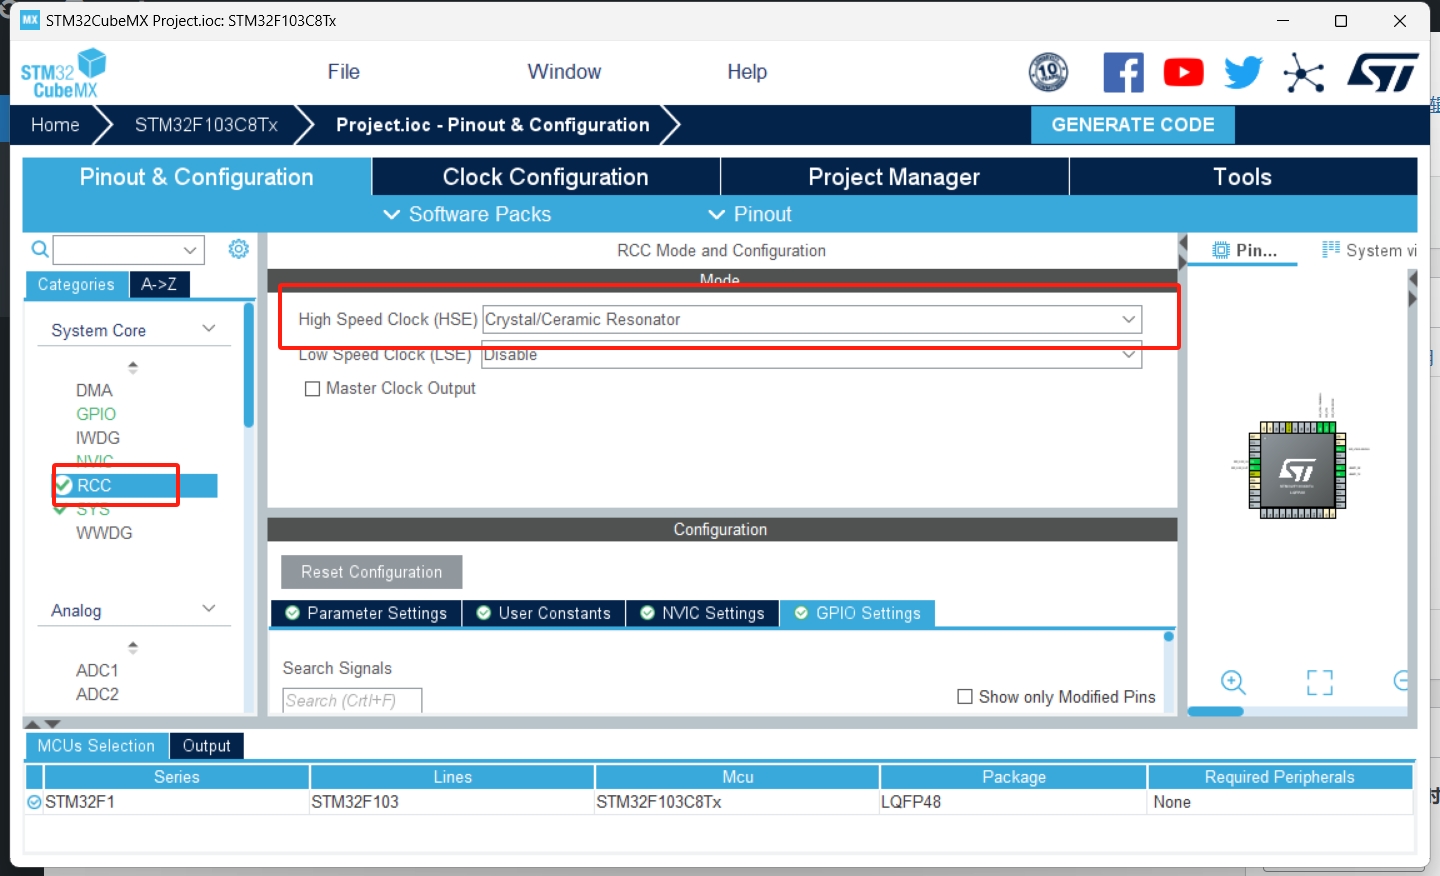 MX STM32CubeMX Project.ioc: STM32F103C8Tx
STM32
CubeMX
File Window Help
10
ST
Home STM32F103C8Tx Project.ioc - Pinout & Configuration GENERATE CODE
Pinout & Configuration Clock Configuration Project Manager Tools
Software Packs Pinout
RCC Mode and Configuration
Pin... System vi
Categories A->Z
Mode
System Core
High Speed Clock (HSE) Crystal/Ceramic Resonator
Low Speed Clock (LSE) Disable
Master Clock Output
DMA
GPIO
IWDG
NVIC
RCC
SYS
WWDG
ST
Configuration
Reset Configuration
Analog
Parameter Settings User Constants NVIC Settings GPIO Settings
ADC1
ADC2
Search Signals
Search (Crtl+F)
Show only Modified Pins
MCUs Selection Output
Series Lines Mcu Package Required Peripherals
STM32F1 STM32F103 STM32F103C8Tx LQFP48 None